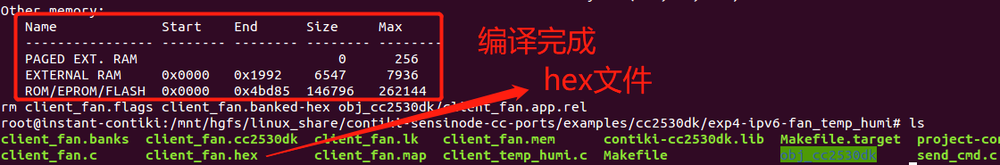 Other memory:
Name Start End Size Max
---------------- -------- -------- -------- --------
PAGED EXT. RAM 0 256
EXTERNAL RAM 0x0000 0x1992 6547 7936
ROM/EPROM/FLASH 0x0000 0x4bd85 146796 262144
编译完成
hex文件
rm client_fan.flags client_fan.banked-hex obj_cc2530dk/client_fan.app.rel
root@instant-contiki:/mnt/hgfs/linux_share/contiki-sensinode-cc-ports/examples/cc2530dk/exp4-ipv6-fan_temp_humi# ls
client_fan.banks client_fan.cc2530dk client_fan.lk client_fan.mem contiki-cc2530dk.lib Makefile.target project-con
client_fan.c client_fan.hex client_fan.map client_temp_humi.c Makefile obj_cc2530dk send_cmd.c